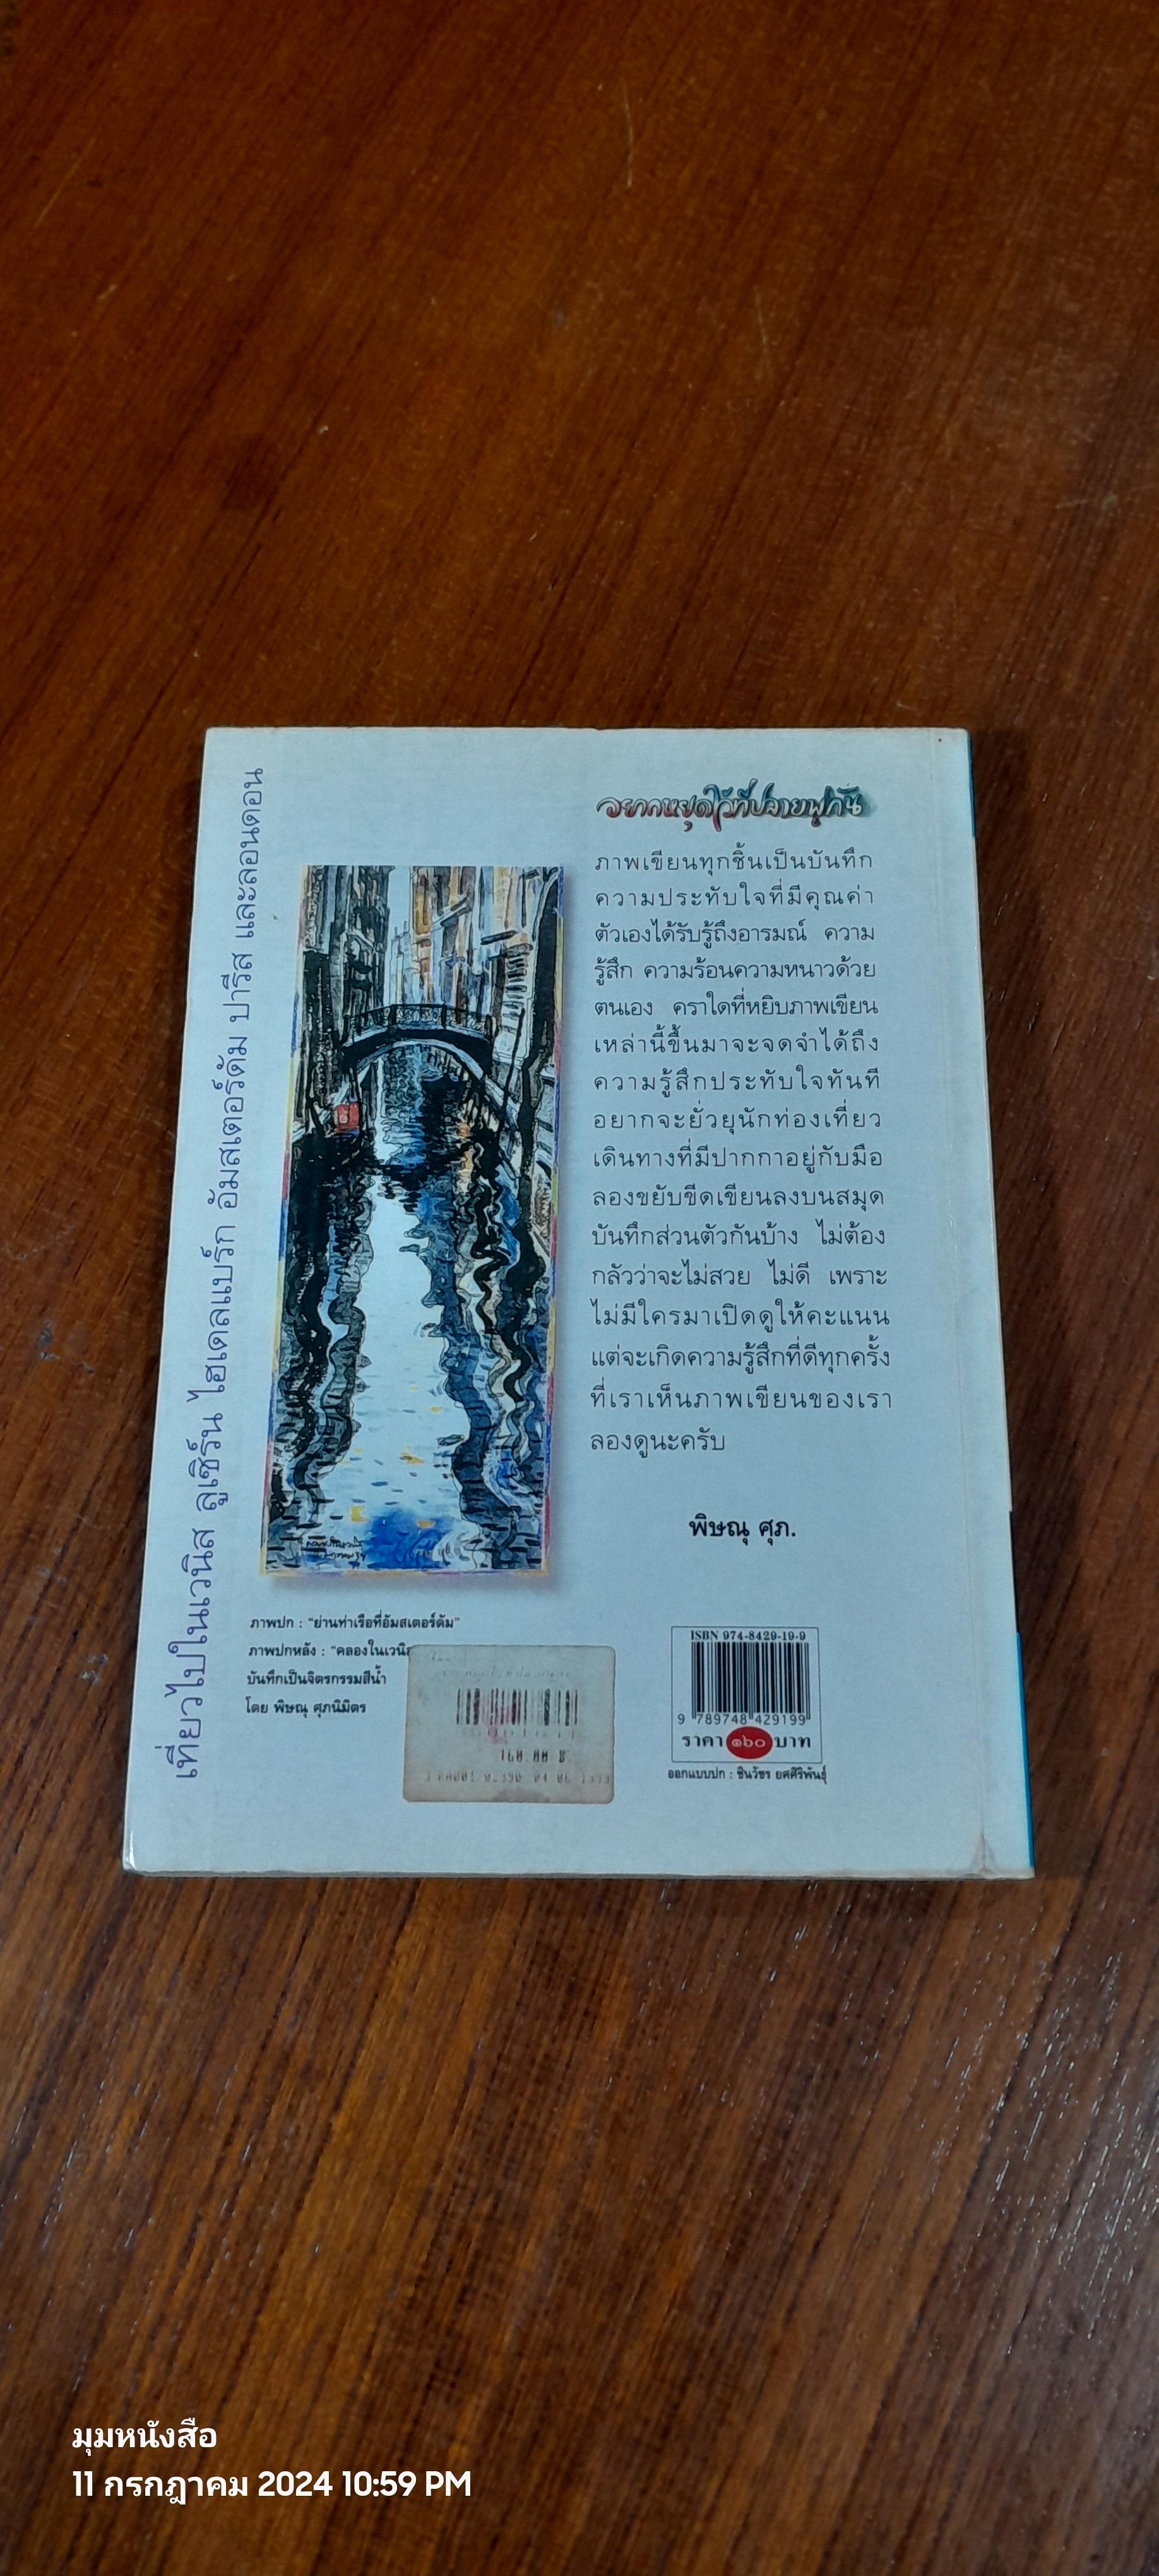 เที่ยวไปในเวนิส ลูเซิร์น ไฮเดลแบร์ก อัมสเตอร์ดัม ปารีส และลอนดอน
อยากหยุดไว้ที่ปลายพู่กัน
ภาพเขียนทุกชิ้นเป็นบันทึก
ความประทับใจที่มีคุณค่า
ตัวเองได้รับรู้ถึงอารมณ์ ความ
รู้สึก ความร้อนความหนาวด้วย
ตนเอง คราใดที่หยิบภาพเขียน
เหล่านี้ขึ้นมาจะจดจำได้ถึง
ความรู้สึกประทับใจทันที
อยากจะยั่วยุนักท่องเที่ยว
เดินทางที่มีปากกาอยู่กับมือ
ลองขยับขีดเขียนลงบนสมุด
บันทึกส่วนตัวกันบ้าง ไม่ต้อง
กลัวว่าจะไม่สวย ไม่ดี เพราะ
ไม่มีใครมาเปิดดูให้คะแนน
แต่จะเกิดความรู้สึกที่ดีทุกครั้ง
ที่เราเห็นภาพเขียนของเรา
ลองดูนะครับ
พิษณุ ศุภ.
ภาพปก : "ย่านท่าเรือที่อัมสเตอร์ดัม"
ภาพปกหลัง : "คลองในเวนิส
บันทึกเป็นจิตรกรรมสีน้ำ
โดย พิษณุ ศุภนิมิตร
160.00 B
ISBN 974-8429-19-9
9 789748 429199
ราคา ๑๖๐ บาท
ออกแบบปก : ชินวัชร ยศศิริพันธุ์
มุมหนังสือ
11 กรกฎาคม 2024 10:59 PM